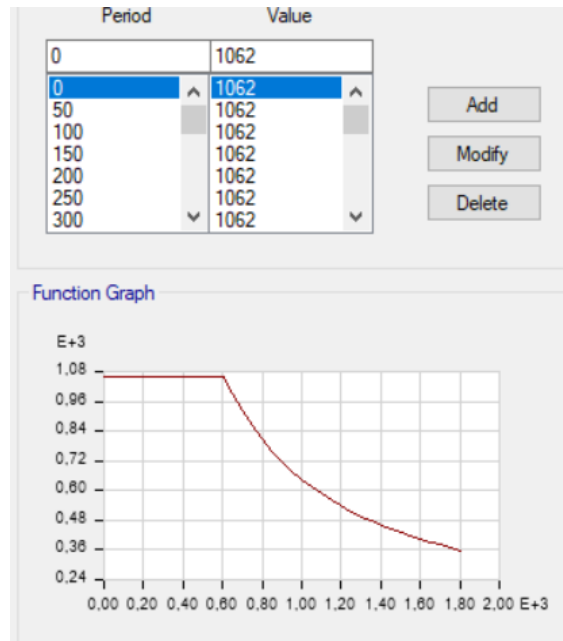 Period Value
0 1062
0 1062
50 1062
100 1062
150 1062
200 1062
250 1062
300 1062
Add
Modify
Delete
Function Graph
E+3
1,08
0,96
0,84
0,72
0,60
0,48
0,36
0,24
0,00 0,20 0,40 0,60 0,80 1,00 1,20 1,40 1,60 1,80 2,00 E+3